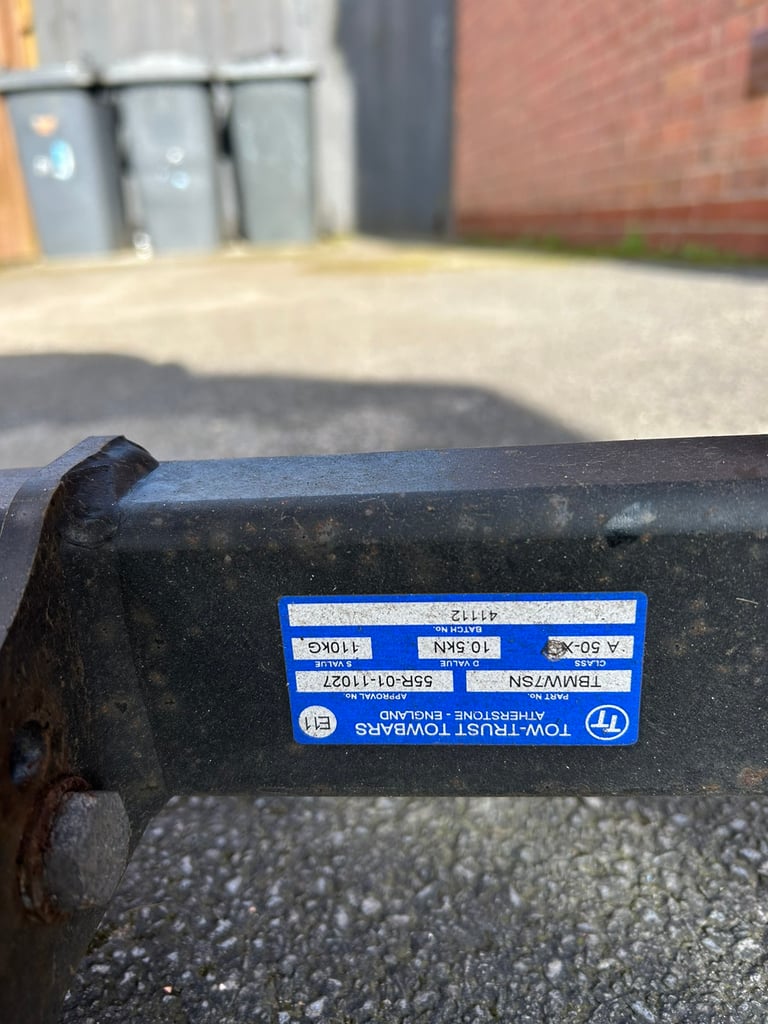 TT
TOW-TRUST TOWBARS
ATHERSTONE - ENGLAND
E11
PART No. APPROVAL No.
TBMW7SN 55R-01-11027
CLASS D VALUE S VALUE
A 50-X 10.5KN 110KG
BATCH No.
41112